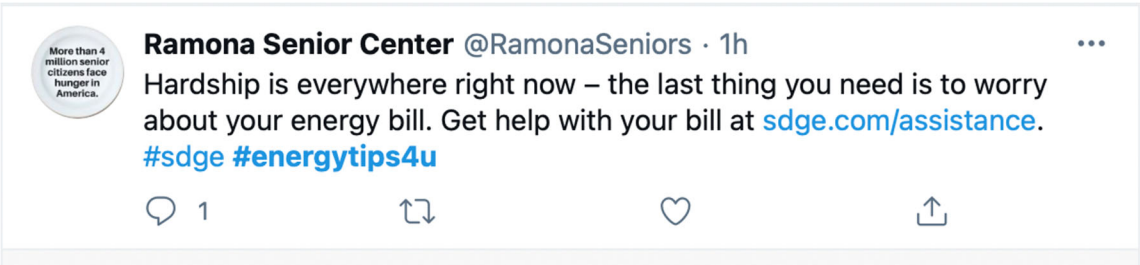 More than 4
million senior
citizens face
hunger in
America.
Ramona Senior Center @RamonaSeniors · 1h
Hardship is everywhere right now – the last thing you need is to worry
about your energy bill. Get help with your bill at sdge.com/assistance.
#sdge #energytips4u
1